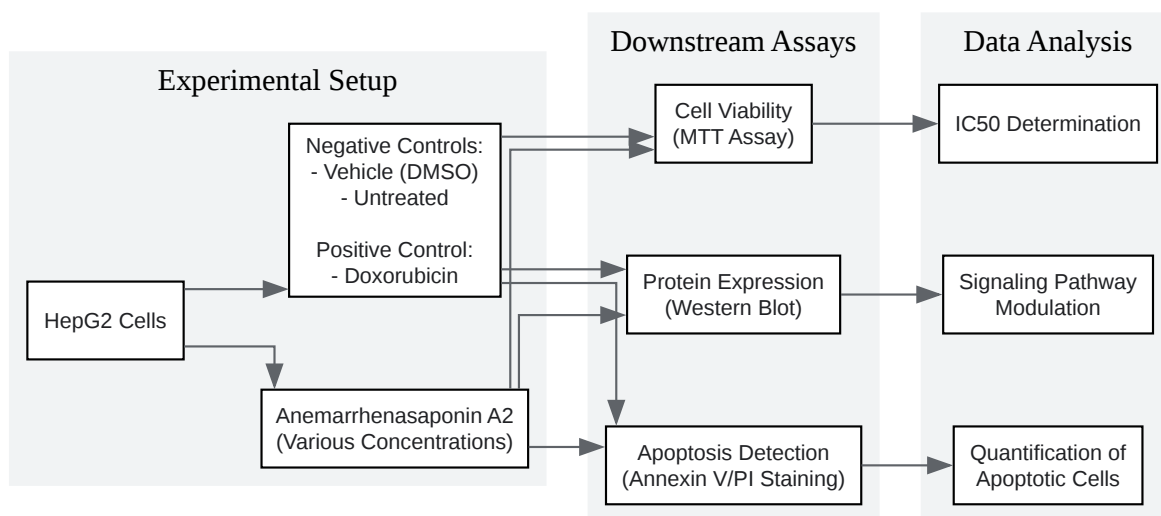 Experimental Setup
HepG2 Cells
Negative Controls:
- Vehicle (DMSO)
- Untreated
Positive Control:
- Doxorubicin
Anemarrhenasaponin A2
(Various Concentrations)
Downstream Assays
Cell Viability
(MTT Assay)
Protein Expression
(Western Blot)
Apoptosis Detection
(Annexin V/PI Staining)
Data Analysis
IC50 Determination
Signaling Pathway
Modulation
Quantification of
Apoptotic Cells